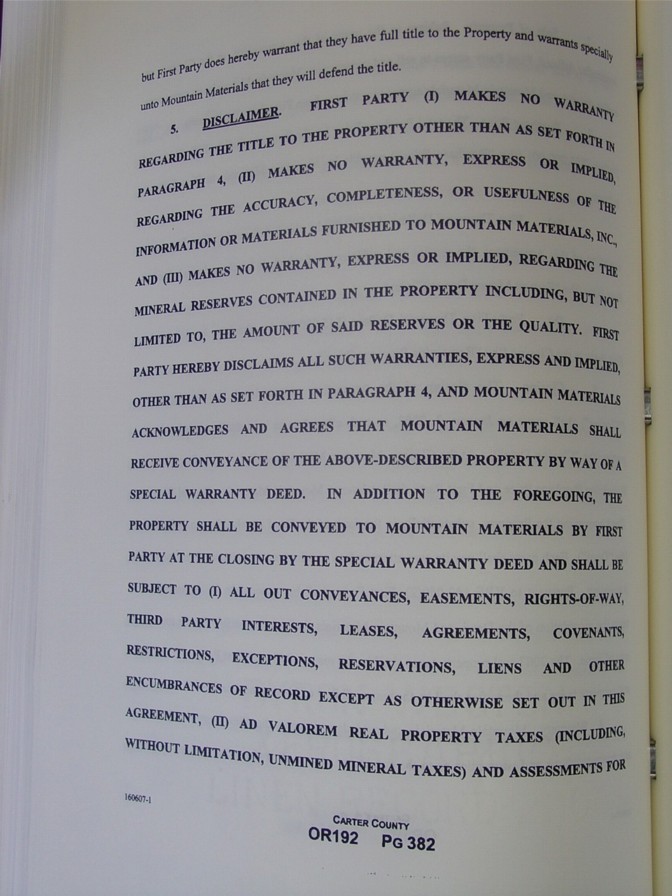 but First Party does hereby warrant that they have full title to the Property and warrants specially
unto Mountain Materials that they will defend the title.
5. DISCLAIMER. FIRST PARTY (I) MAKES NO WARRANTY
REGARDING THE TITLE TO THE PROPERTY OTHER THAN AS SET FORTH IN
PARAGRAPH 4, (II) MAKES NO WARRANTY, EXPRESS OR IMPLIED,
REGARDING THE ACCURACY, COMPLETENESS, OR USEFULNESS OF THE
INFORMATION OR MATERIALS FURNISHED TO MOUNTAIN MATERIALS, INC.,
AND (III) MAKES NO WARRANTY, EXPRESS OR IMPLIED, REGARDING THE
MINERAL RESERVES CONTAINED IN THE PROPERTY INCLUDING, BUT NOT
LIMITED TO, THE AMOUNT OF SAID RESERVES OR THE QUALITY. FIRST
PARTY HEREBY DISCLAIMS ALL SUCH WARRANTIES, EXPRESS AND IMPLIED,
OTHER THAN AS SET FORTH IN PARAGRAPH 4, AND MOUNTAIN MATERIALS
ACKNOWLEDGES AND AGREES THAT MOUNTAIN MATERIALS SHALL
RECEIVE CONVEYANCE OF THE ABOVE-DESCRIBED PROPERTY BY WAY OF A
SPECIAL WARRANTY DEED. IN ADDITION TO THE FOREGOING, THE
PROPERTY SHALL BE CONVEYED TO MOUNTAIN MATERIALS BY FIRST
PARTY AT THE CLOSING BY THE SPECIAL WARRANTY DEED AND SHALL BE
SUBJECT TO (I) ALL OUT CONVEYANCES, EASEMENTS, RIGHTS-OF-WAY,
THIRD PARTY INTERESTS, LEASES, AGREEMENTS, COVENANTS,
RESTRICTIONS, EXCEPTIONS, RESERVATIONS, LIENS AND OTHER
ENCUMBRANCES OF RECORD EXCEPT AS OTHERWISE SET OUT IN THIS
AGREEMENT, (II) AD VALOREM REAL PROPERTY TAXES (INCLUDING,
WITHOUT LIMITATION, UNMINED MINERAL TAXES) AND ASSESSMENTS FOR
160607-1
CARTER COUNTY
OR192 PG 382